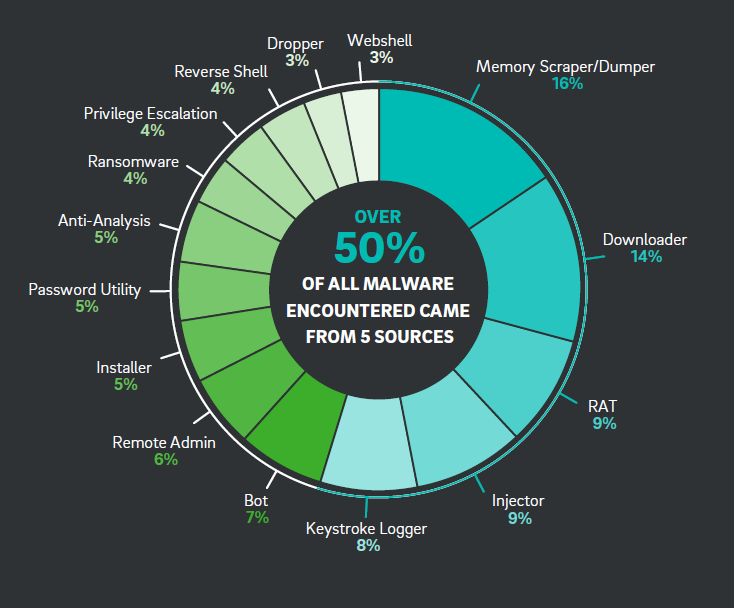 Webshell
3%
Dropper
3%
Memory Scraper/Dumper
16%
Reverse Shell
4%
Privilege Escalation
4%
Ransomware
4%
Anti-Analysis
5%
OVER
50%
OF ALL MALWARE
ENCOUNTERED CAME
FROM 5 SOURCES
Downloader
14%
Password Utility
5%
Installer
5%
RAT
9%
Remote Admin
6%
Bot
7%
Injector
9%
Keystroke Logger
8%